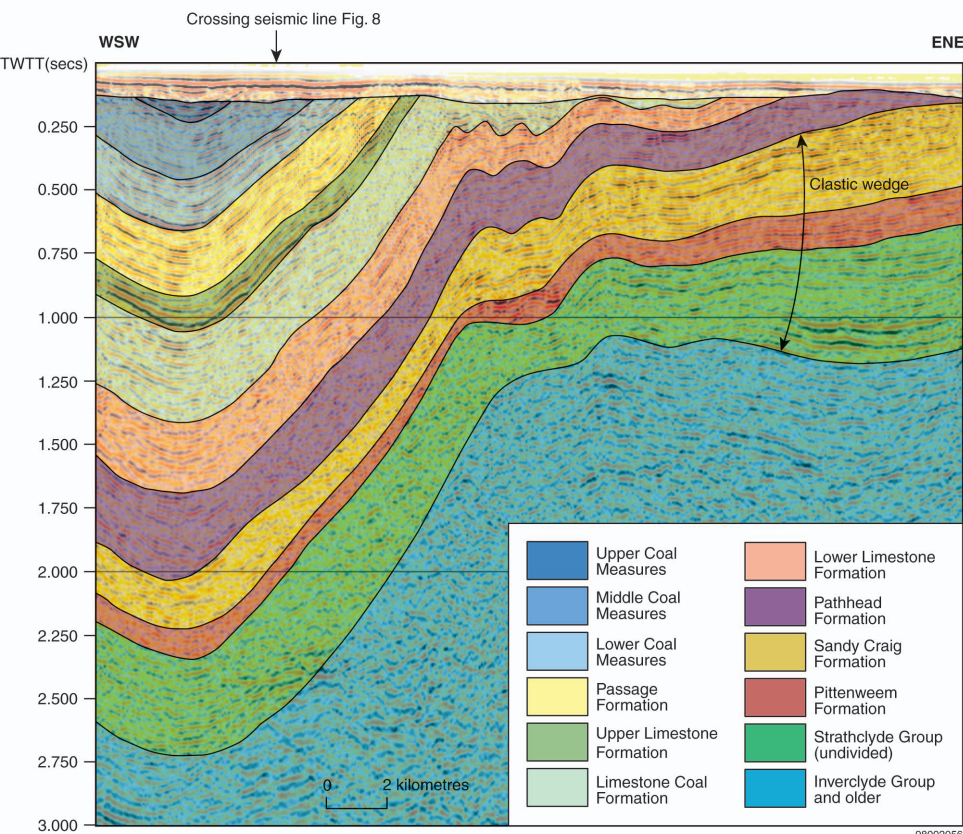 Crossing seismic line Fig. 8
WSW
ENE
TWTT(secs)
0.250
0.500
0.750
1.000
1.250
1.500
1.750
2.000
2.250
2.500
2.750
3.000
Clastic wedge
0 2 kilometres
Upper Coal
Measures
Middle Coal
Measures
Lower Coal
Measures
Passage
Formation
Upper Limestone
Formation
Limestone Coal
Formation
Lower Limestone
Formation
Pathhead
Formation
Sandy Craig
Formation
Pittenweem
Formation
Strathclyde Group
(undivided)
Inverclyde Group
and older